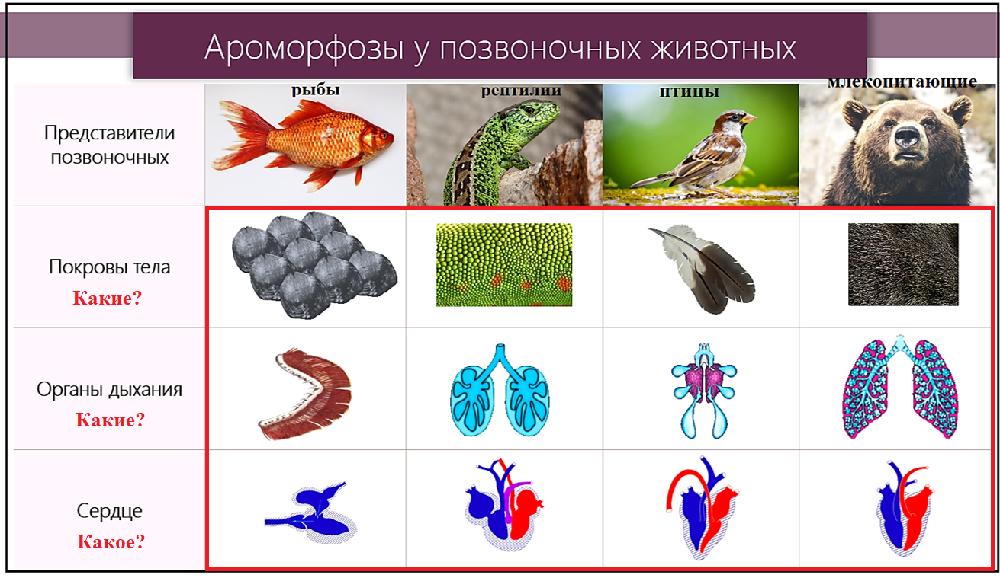 Ароморфозы у позвоночных животных
рыбы
рептилии
птицы
млекопитающие
Представители
позвоночных
Покровы тела
Какие?
Органы дыхания
Какие?
Сердце
Какое?